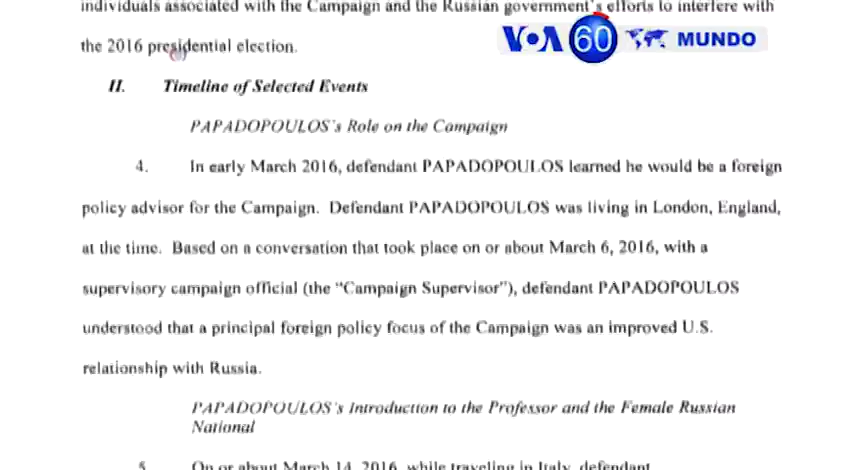 individuals associated with the Campaign and the Russian government's efforts to interfere with
the 2016 presidential election.
VOA 60 MUNDO
II. Timeline of Selected Events
PAPADOPOULOS's Role on the Campaign
4. In early March 2016, defendant PAPADOPOULOS learned he would be a foreign
policy advisor for the Campaign. Defendant PAPADOPOULOS was living in London, England,
at the time. Based on a conversation that took place on or about March 6, 2016, with a
supervisory campaign official (the "Campaign Supervisor"), defendant PAPADOPOULOS
understood that a principal foreign policy focus of the Campaign was an improved U.S.
relationship with Russia.
PAPADOPOULOS's Introduction to the Professor and the Female Russian
National
5. On or about March 14, 2016, while traveling in Italy, defendant